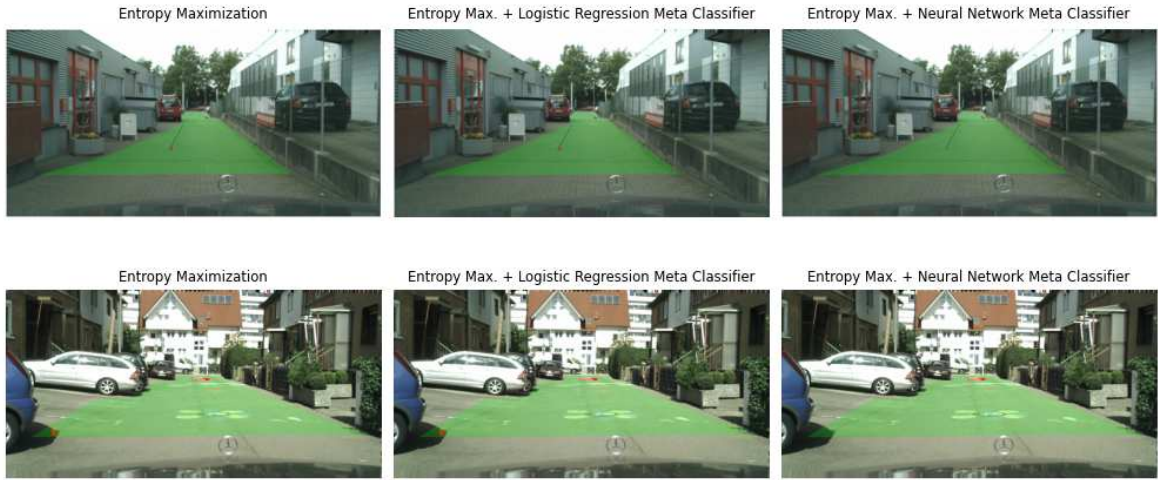 Entropy Maximization
Entropy Max. + Logistic Regression Meta Classifier
Entropy Max. + Neural Network Meta Classifier
Entropy Maximization
Entropy Max. + Logistic Regression Meta Classifier
Entropy Max. + Neural Network Meta Classifier